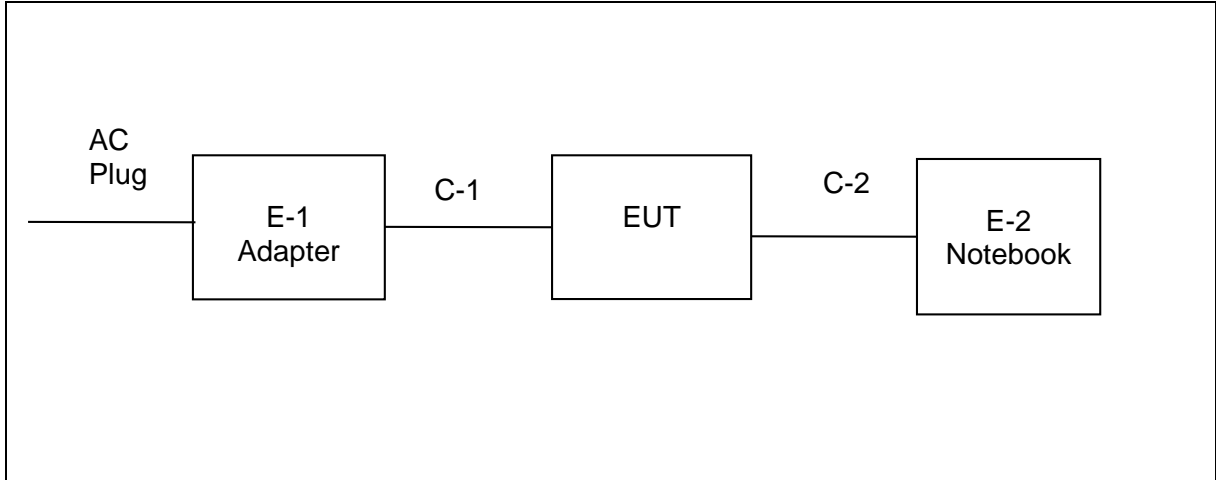 AC
Plug
E-1
Adapter
C-1
EUT
C-2
E-2
Notebook